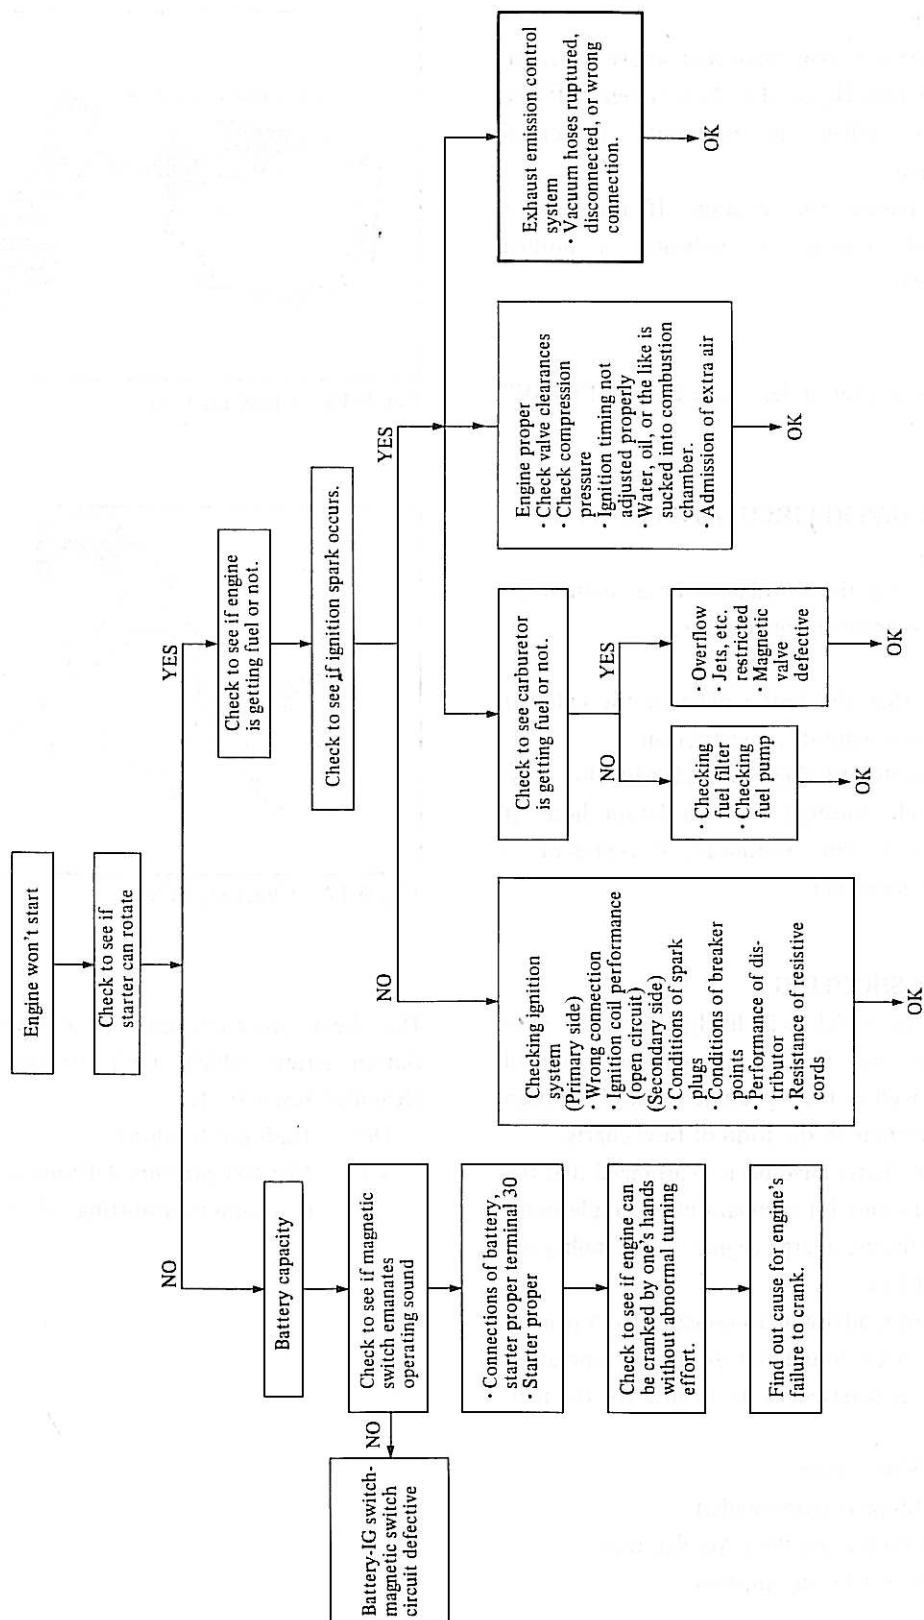 Engine won't start
Check to see if
starter can rotate
NO
YES
Battery capacity
Check to see if magnetic
switch emanates
operating sound
NO
Battery-IG switch-
magnetic switch
circuit defective
· Connections of battery,
starter proper terminal 30
· Starter proper
Check to see if engine can
be cranked by one's hands
without abnormal turning
effort.
Find out cause for engine's
failure to crank.
Check to see if engine
is getting fuel or not.
Check to see if ignition spark occurs.
NO
YES
Checking ignition
system
(Primary side)
· Wrong connection
· Ignition coil performance
(open circuit)
(Secondary side)
· Conditions of spark
plugs
· Conditions of breaker
points
· Performance of dis-
tributor
· Resistance of resistive
cords
OK
Check to see carburetor
is getting fuel or not.
NO
YES
· Checking
fuel filter
· Checking
fuel pump
OK
· Overflow
· Jets, etc.
restricted
· Magnetic
valve
defective
OK
Engine proper
· Check valve clearances
· Check compression
pressure
· Ignition timing not
adjusted properly
· Water, oil, or the like is
sucked into combustion
chamber.
· Admission of extra air
OK
Exhaust emission control
system
· Vacuum hoses ruptured,
disconnected, or wrong
connection.
OK